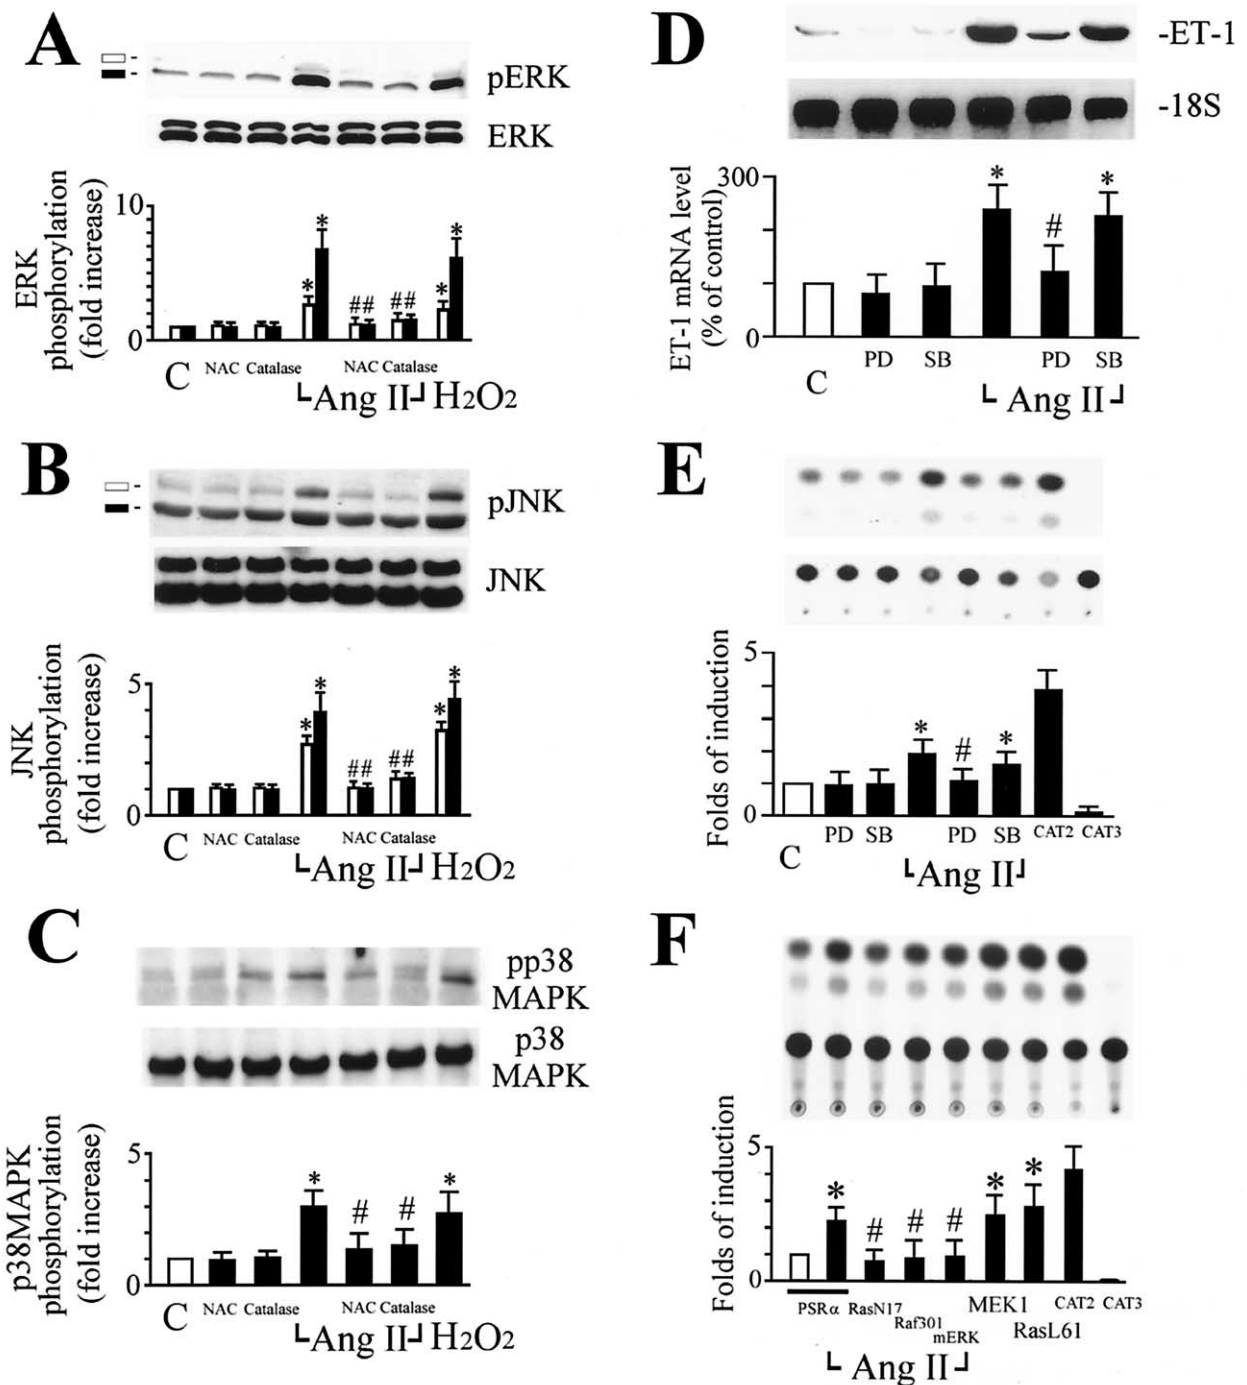 A
pERK
ERK
ERK
phosphorylation
(fold increase)
10
0
*
*
## ##
*
*
C NAC Catalase NAC Catalase
Ang II H2O2
B
pJNK
JNK
JNK
phosphorylation
(fold increase)
5
0
*
*
## ##
*
*
C NAC Catalase NAC Catalase
Ang II H2O2
C
pp38
MAPK
p38
MAPK
p38MAPK
phosphorylation
(fold increase)
5
0
* # # *
C NAC Catalase NAC Catalase
Ang II H2O2
D
-ET-1
-18S
ET-1 mRNA level
(% of control)
300
0
* # *
C PD SB PD SB
Ang II
E
Folds of induction
5
0
* # *
C PD SB PD SB CAT2 CAT3
Ang II
F
Folds of induction
5
0
* # # # * *
PSRα RasN17 Raf301 mERK MEK1 RasL61 CAT2 CAT3
Ang II